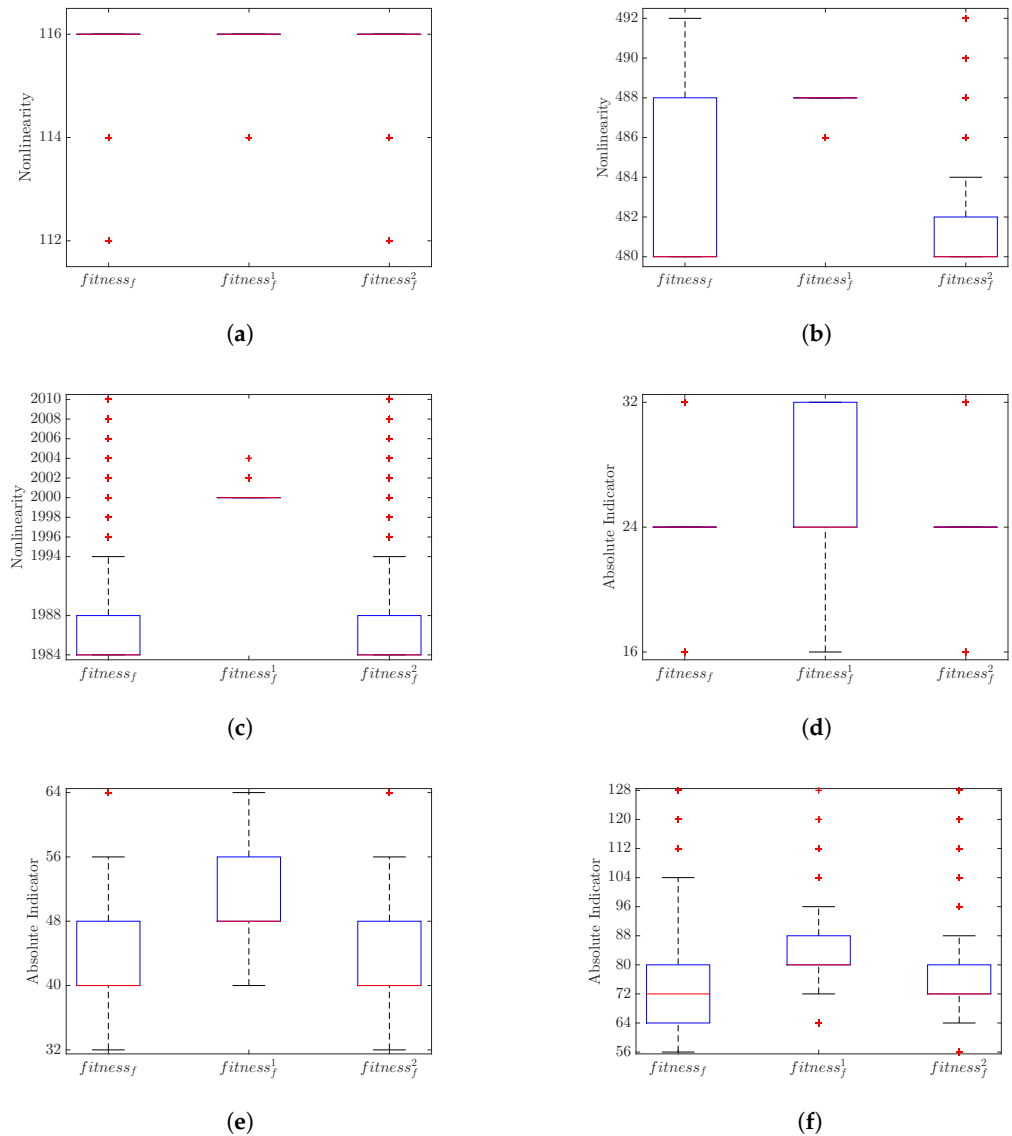 Nonlinearity
116
114
112
fitness_f
fitness_f^1
fitness_f^2
(a)
Nonlinearity
492
490
488
486
484
482
480
fitness_f
fitness_f^1
fitness_f^2
(b)
Nonlinearity
2010
2008
2006
2004
2002
2000
1998
1996
1994
1988
1984
fitness_f
fitness_f^1
fitness_f^2
(c)
Absolute Indicator
32
24
16
fitness_f
fitness_f^1
fitness_f^2
(d)
Absolute Indicator
64
56
48
40
32
fitness_f
fitness_f^1
fitness_f^2
(e)
Absolute Indicator
128
120
112
104
96
88
80
72
64
56
fitness_f
fitness_f^1
fitness_f^2
(f)